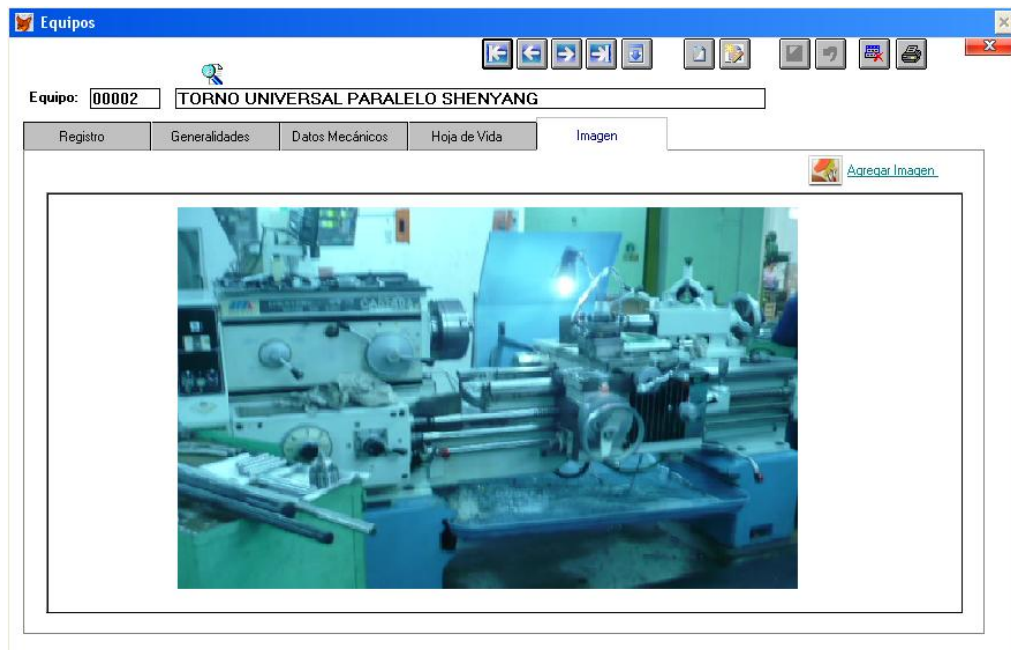 Equipos
Equipo: 00002 TORNO UNIVERSAL PARALELO SHENYANG
Registro Generalidades Datos Mecánicos Hoja de Vida Imagen
Agregar Imagen